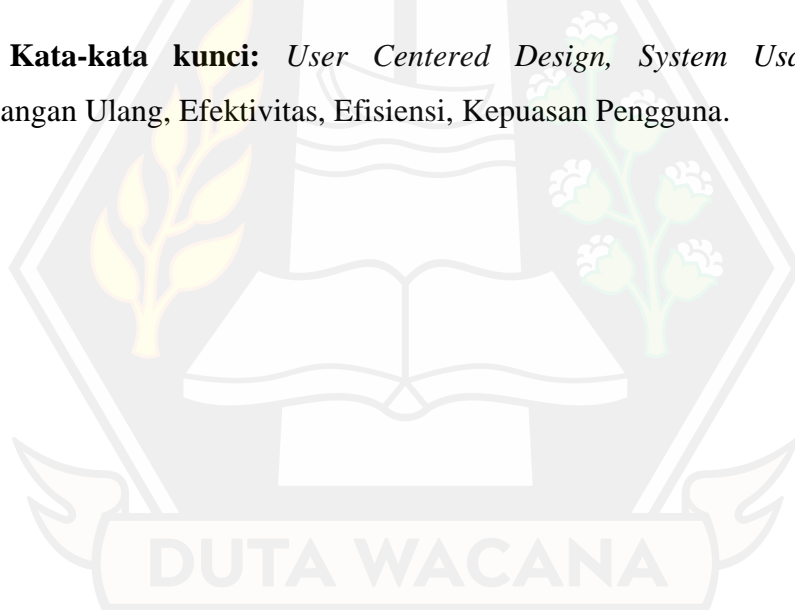 Kata-kata kunci: User Centered Design, System
angan Ulang, Efektivitas, Efisiensi, Kepuasan Pengguna.
DUTA WACANA